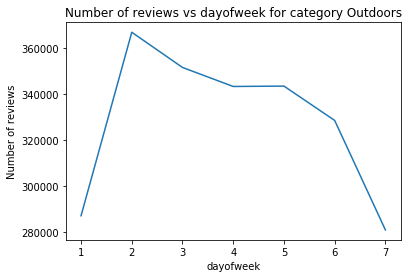 Number of reviews vs dayofweek for category Outdoors
Number of reviews
360000
340000
320000
300000
280000
1 2 3 4 5 6 7
dayofweek